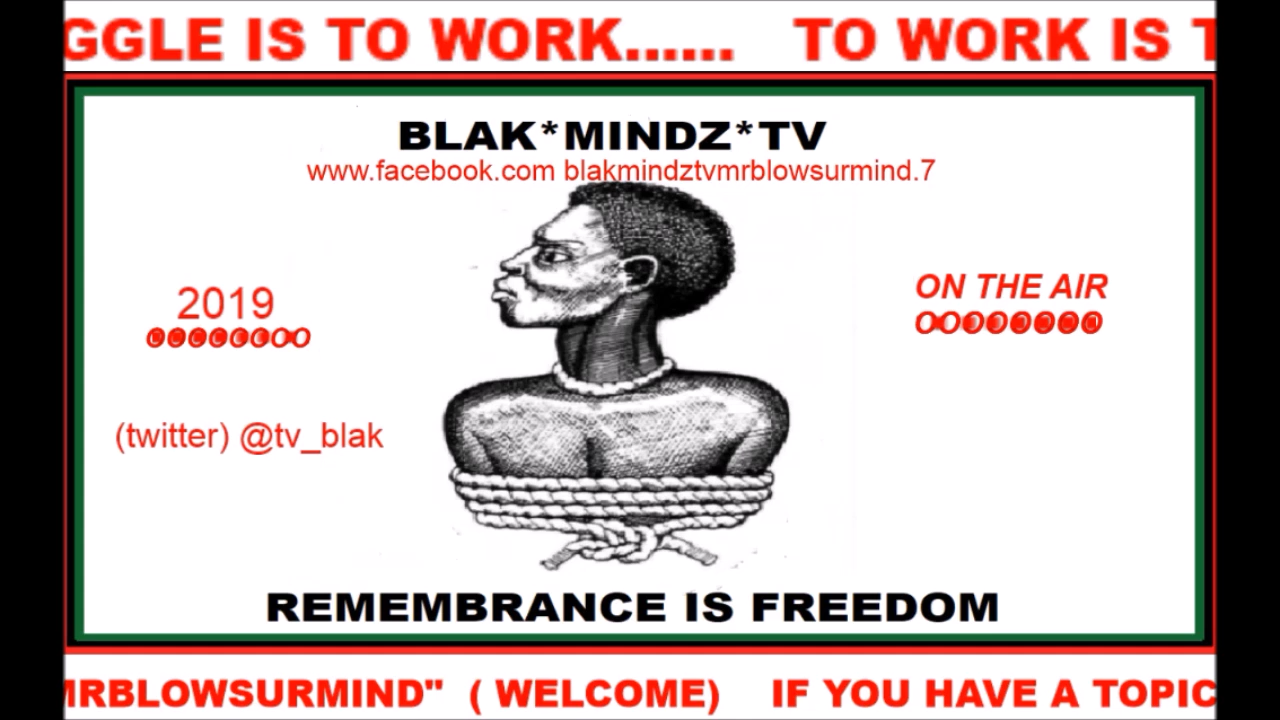 GGLE IS TO WORK...... TO WORK IS T
BLAK*MINDZ*TV
www.facebook.com blakmindztvmrblowsurmind.7
2019
ON THE AIR
(twitter) @tv_blak
REMEMBRANCE IS FREEDOM
MRBLOWSURMIND" ( WELCOME) IF YOU HAVE A TOPIC